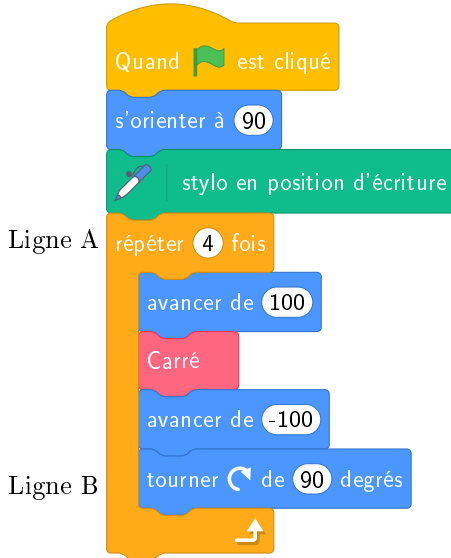 Quand est cliqué
s'orienter à 90
stylo en position d'écriture
Ligne A répéter 4 fois
avancer de 100
Carré
avancer de -100
Ligne B tourner de 90 degrés